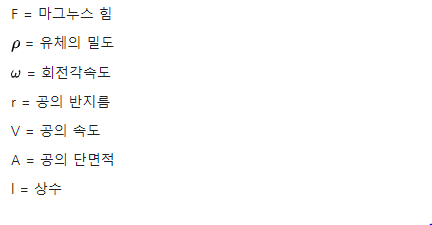 F = 마그누스 힘
ρ = 유체의 밀도
ω = 회전각속도
r = 공의 반지름
V = 공의 속도
A = 공의 단면적
l = 상수